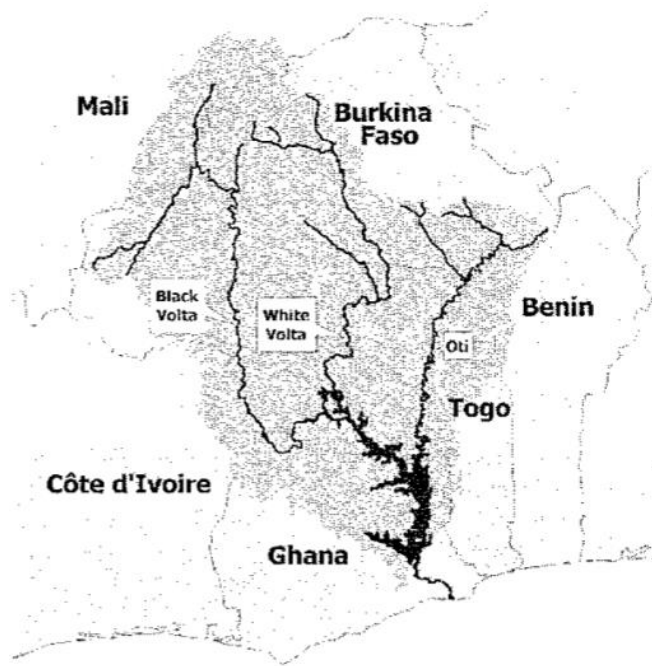 Mali
Burkina
Faso
Black
Volta
White
Volta
Benin
Oti
Togo
Côte d'Ivoire
Ghana